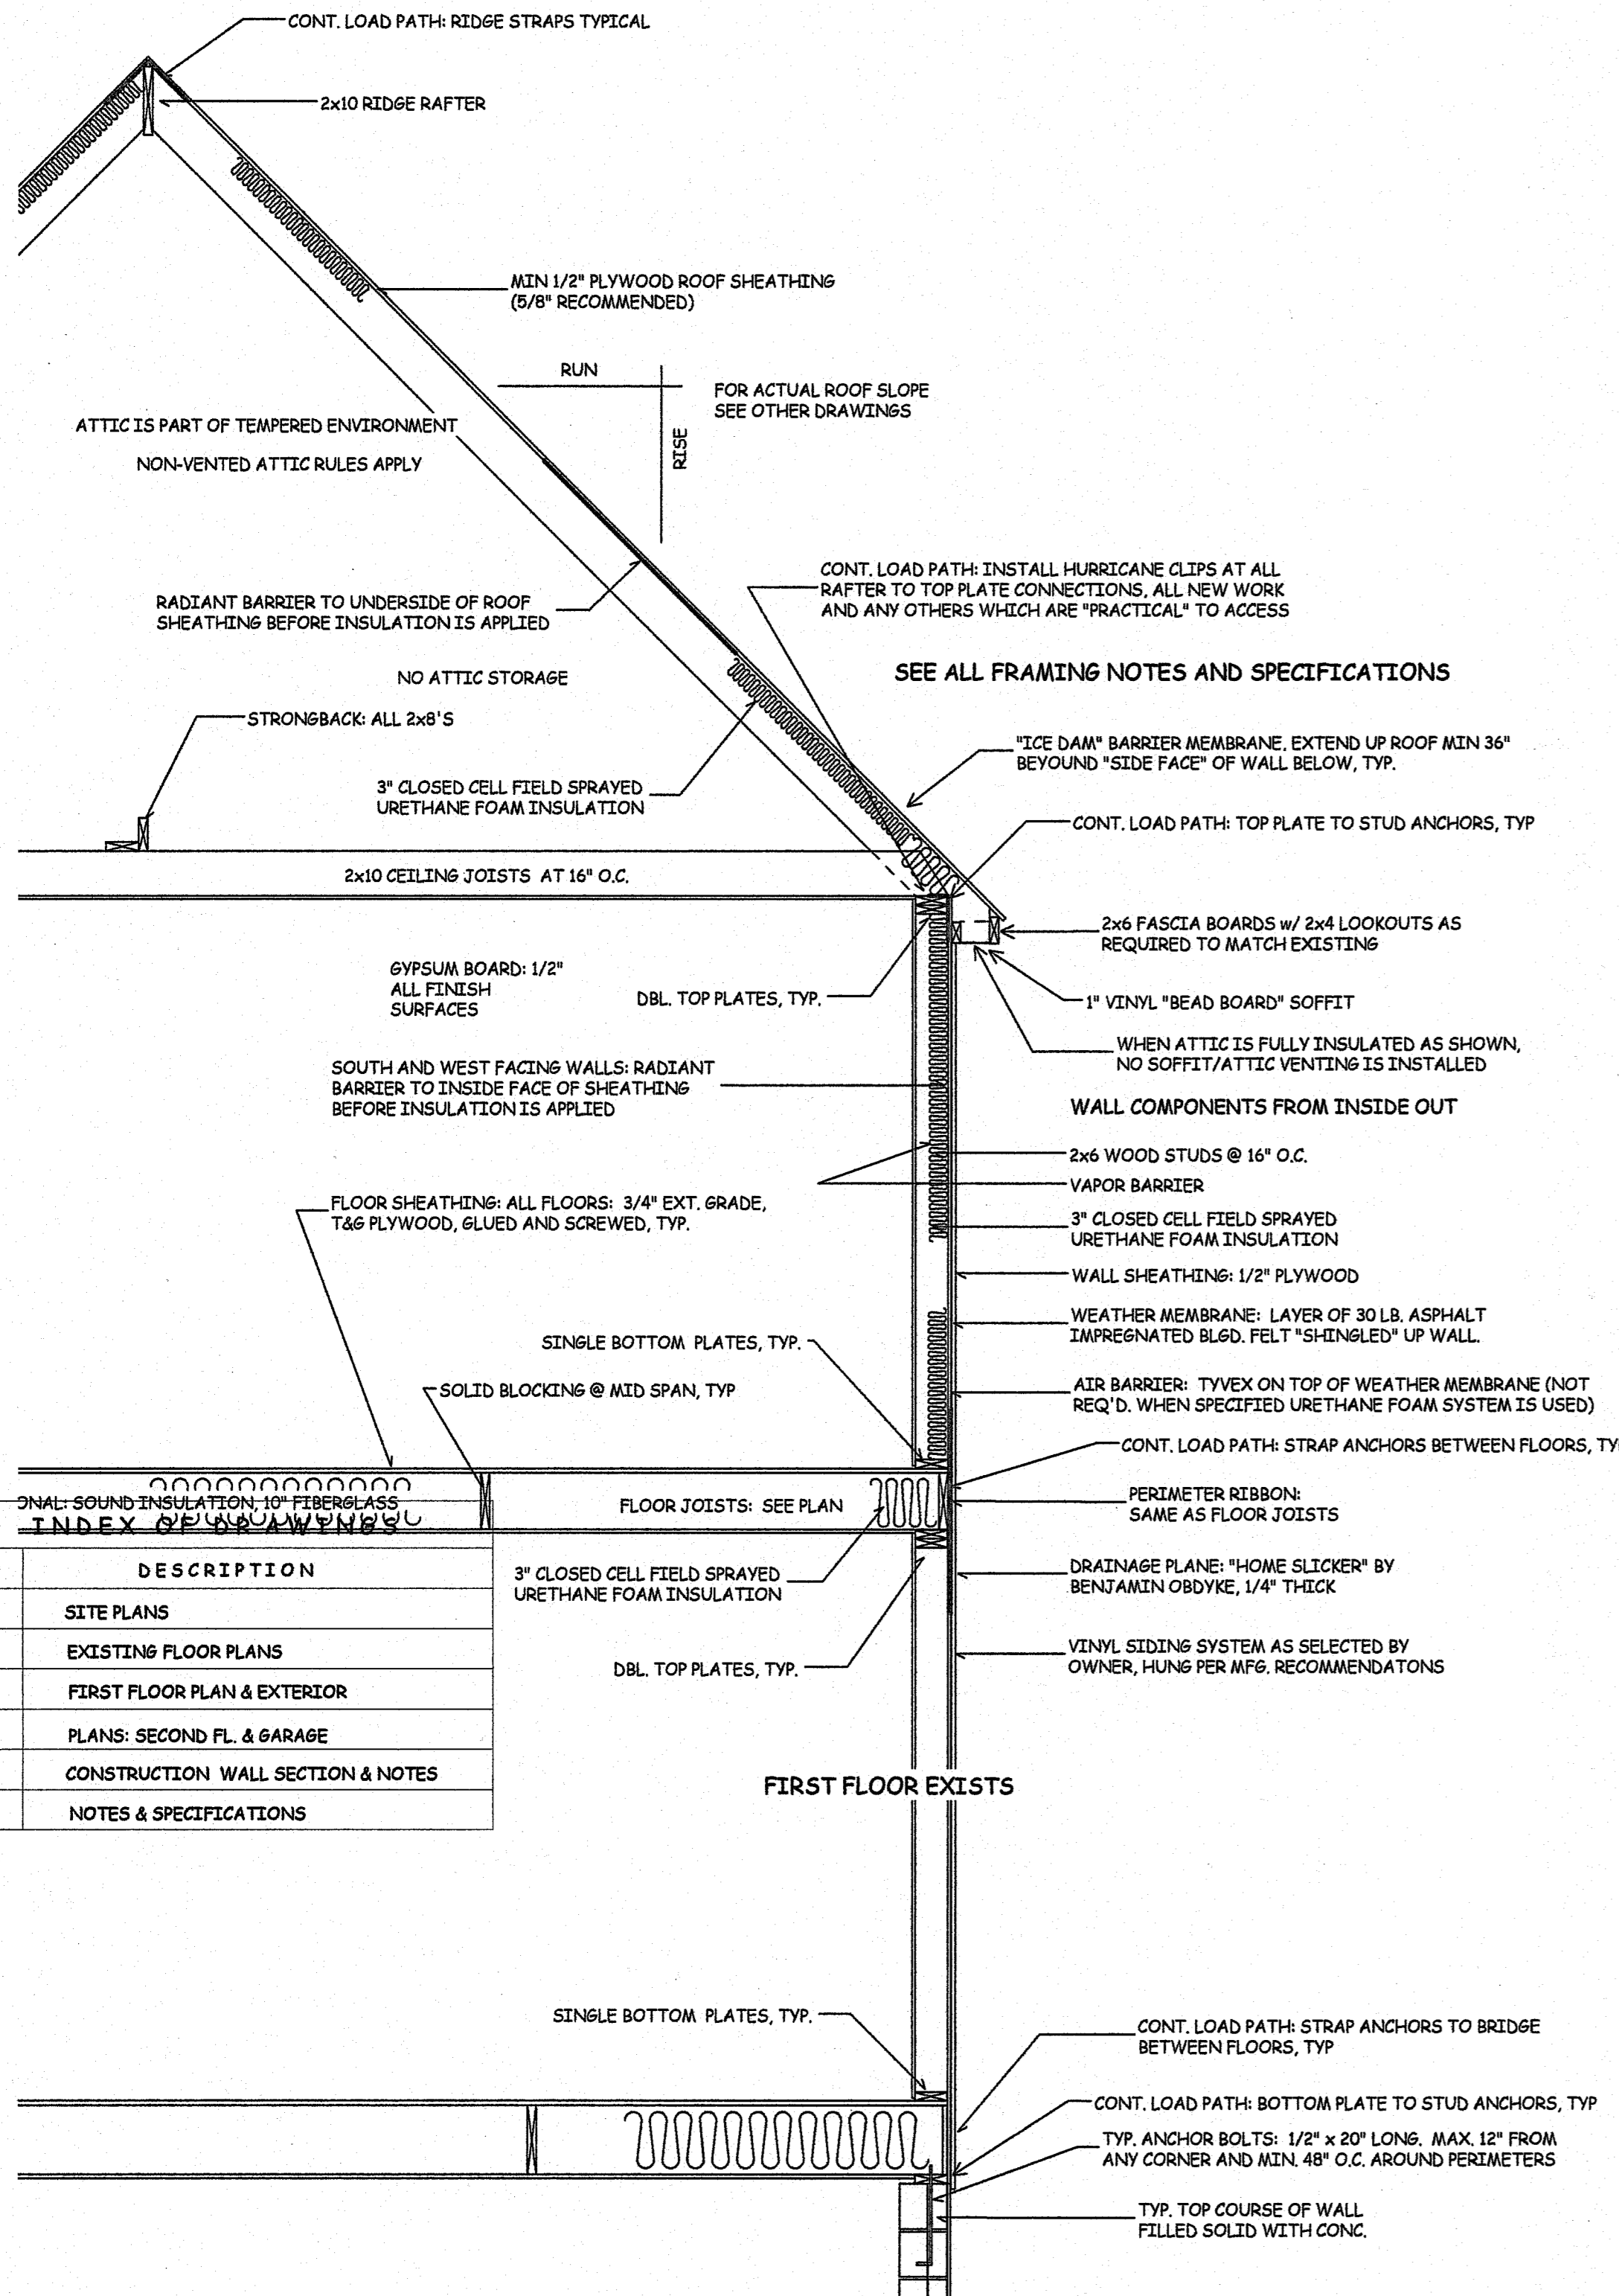 CONT. LOAD PATH: RIDGE STRAPS TYPICAL
2x10 RIDGE RAFTER
MIN 1/2" PLYWOOD ROOF SHEATHING
(5/8" RECOMMENDED)
RUN
RISE
FOR ACTUAL ROOF SLOPE
SEE OTHER DRAWINGS
ATTIC IS PART OF TEMPERED ENVIRONMENT
NON-VENTED ATTIC RULES APPLY
CONT. LOAD PATH: INSTALL HURRICANE CLIPS AT ALL
RAFTER TO TOP PLATE CONNECTIONS, ALL NEW WORK
AND ANY OTHERS WHICH ARE "PRACTICAL" TO ACCESS
RADIANT BARRIER TO UNDERSIDE OF ROOF
SHEATHING BEFORE INSULATION IS APPLIED
SEE ALL FRAMING NOTES AND SPECIFICATIONS
NO ATTIC STORAGE
STRONGBACK: ALL 2x8'S
"ICE DAM" BARRIER MEMBRANE. EXTEND UP ROOF MIN 36"
BEYOUND "SIDE FACE" OF WALL BELOW, TYP.
3" CLOSED CELL FIELD SPRAYED
URETHANE FOAM INSULATION
CONT. LOAD PATH: TOP PLATE TO STUD ANCHORS, TYP
2x10 CEILING JOISTS AT 16" O.C.
2x6 FASCIA BOARDS w/ 2x4 LOOKOUTS AS
REQUIRED TO MATCH EXISTING
GYPSUM BOARD: 1/2"
ALL FINISH
SURFACES
DBL. TOP PLATES, TYP.
1" VINYL "BEAD BOARD" SOFFIT
WHEN ATTIC IS FULLY INSULATED AS SHOWN,
NO SOFFIT/ATTIC VENTING IS INSTALLED
SOUTH AND WEST FACING WALLS: RADIANT
BARRIER TO INSIDE FACE OF SHEATHING
BEFORE INSULATION IS APPLIED
WALL COMPONENTS FROM INSIDE OUT
2x6 WOOD STUDS @ 16" O.C.
VAPOR BARRIER
FLOOR SHEATHING: ALL FLOORS: 3/4" EXT. GRADE,
T&G PLYWOOD, GLUED AND SCREWED, TYP.
3" CLOSED CELL FIELD SPRAYED
URETHANE FOAM INSULATION
WALL SHEATHING: 1/2" PLYWOOD
WEATHER MEMBRANE: LAYER OF 30 LB. ASPHALT
IMPREGNATED BLGD. FELT "SHINGLED" UP WALL.
SINGLE BOTTOM PLATES, TYP.
SOLID BLOCKING @ MID SPAN, TYP
AIR BARRIER: TYVEX ON TOP OF WEATHER MEMBRANE (NOT
REQ'D. WHEN SPECIFIED URETHANE FOAM SYSTEM IS USED)
CONT. LOAD PATH: STRAP ANCHORS BETWEEN FLOORS, TY
ONAL: SOUND INSULATION, 10" FIBERGLASS
FLOOR JOISTS: SEE PLAN
PERIMETER RIBBON:
SAME AS FLOOR JOISTS
INDEX OF DRAWINGS
DESCRIPTION
SITE PLANS
EXISTING FLOOR PLANS
FIRST FLOOR PLAN & EXTERIOR
PLANS: SECOND FL. & GARAGE
CONSTRUCTION WALL SECTION & NOTES
NOTES & SPECIFICATIONS
3" CLOSED CELL FIELD SPRAYED
URETHANE FOAM INSULATION
DRAINAGE PLANE: "HOME SLICKER" BY
BENJAMIN OBDYKE, 1/4" THICK
DBL. TOP PLATES, TYP.
VINYL SIDING SYSTEM AS SELECTED BY
OWNER, HUNG PER MFG. RECOMMENDATONS
FIRST FLOOR EXISTS
SINGLE BOTTOM PLATES, TYP.
CONT. LOAD PATH: STRAP ANCHORS TO BRIDGE
BETWEEN FLOORS, TYP
CONT. LOAD PATH: BOTTOM PLATE TO STUD ANCHORS, TYP
TYP. ANCHOR BOLTS: 1/2" x 20" LONG. MAX. 12" FROM
ANY CORNER AND MIN. 48" O.C. AROUND PERIMETERS
TYP. TOP COURSE OF WALL
FILLED SOLID WITH CONC.